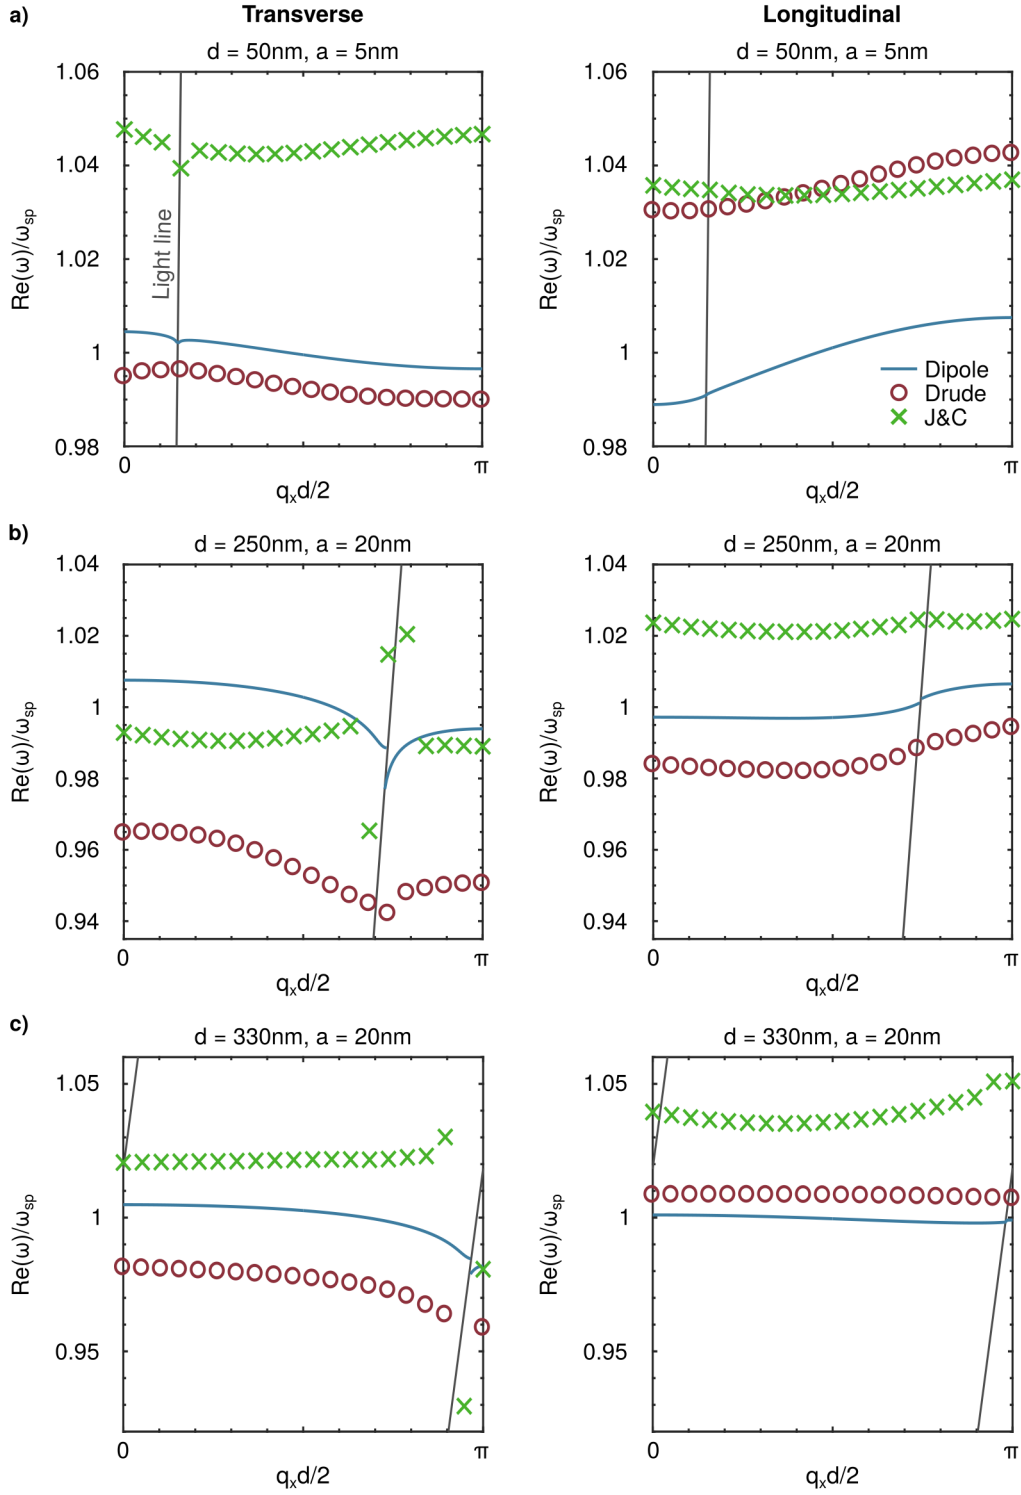 a)
Transverse
Longitudinal
d = 50nm, a = 5nm
d = 50nm, a = 5nm
1.06
1.04
1.02
1
0.98
Re(ω)/ω_sp
Light line
0
π
q_xd/2
1.06
1.04
1.02
1
0.98
Re(ω)/ω_sp
Dipole
Drude
J&C
0
π
q_xd/2
b)
d = 250nm, a = 20nm
d = 250nm, a = 20nm
1.04
1.02
1
0.98
0.96
0.94
Re(ω)/ω_sp
0
π
q_xd/2
1.04
1.02
1
0.98
0.96
0.94
Re(ω)/ω_sp
0
π
q_xd/2
c)
d = 330nm, a = 20nm
d = 330nm, a = 20nm
1.05
1
0.95
Re(ω)/ω_sp
0
π
q_xd/2
1.05
1
0.95
Re(ω)/ω_sp
0
π
q_xd/2